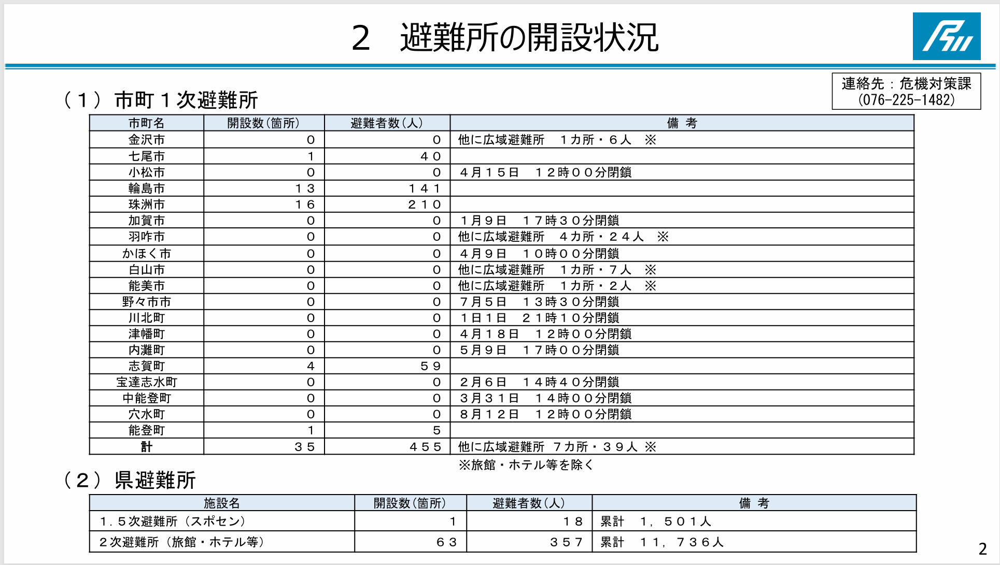 ２　避難所の開設状況
連絡先：危機対策課
(076-225-1482)
（１）市町１次避難所
市町名 開設数(箇所) 避難者数(人) 備 考
金沢市 ０ ０ 他に広域避難所　１カ所・６人　※
七尾市 １ ４０
小松市 ０ ０ ４月１５日　１２時００分閉鎖
輪島市 １３ １４１
珠洲市 １６ ２１０
加賀市 ０ ０ １月９日　１７時３０分閉鎖
羽咋市 ０ ０ 他に広域避難所　４カ所・２４人　※
かほく市 ０ ０ ４月９日　１０時００分閉鎖
白山市 ０ ０ 他に広域避難所　１カ所・７人　※
能美市 ０ ０ 他に広域避難所　１カ所・２人　※
野々市市 ０ ０ ７月５日　１３時３０分閉鎖
川北町 ０ ０ １日１日　２１時１０分閉鎖
津幡町 ０ ０ ４月１８日　１２時００分閉鎖
内灘町 ０ ０ ５月９日　１７時００分閉鎖
志賀町 ４ ５９
宝達志水町 ０ ０ ２月６日　１４時４０分閉鎖
中能登町 ０ ０ ３月３１日　１４時００分閉鎖
穴水町 ０ ０ ８月１２日　１２時００分閉鎖
能登町 １ ５
計 ３５ ４５５ 他に広域避難所 ７カ所・３９人 ※
※旅館・ホテル等を除く
（２）県避難所
施設名 開設数(箇所) 避難者数(人) 備 考
１.５次避難所（スポセン） １ １８ 累計　１，５０１人
２次避難所（旅館・ホテル等） ６３ ３５７ 累計　１１，７３６人
2